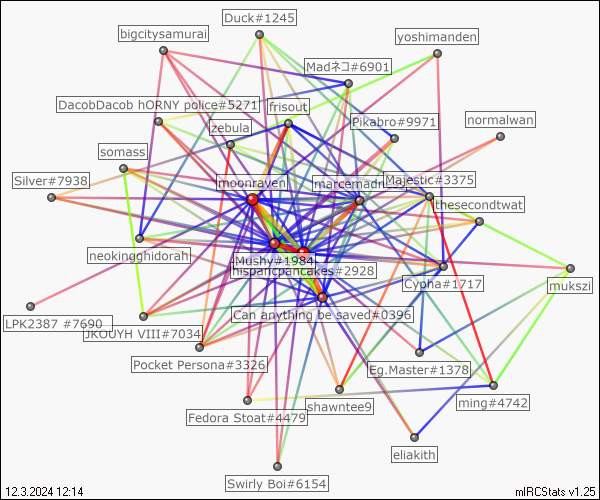 Duck#1245
bigcitysamurai
yoshimanden
Madネコ#6901
DacobDacob hORNY police#5271
frisout
Pikabro#9971
normalwan
zebula
somass
Silver#7938
moonraven
Majestic#3375
thesecondtwat
neokingghidorah
Mushy#1984
hispanicpancakes#2928
Cypha#1717
mukszi
Can anything be saved#0396
LPK2387 #7690
JKOUYH VIII#7034
Pocket Persona#3326
Eg.Master#1378
ming#4742
shawntee9
Fedora Stoat#4479
eliakith
Swirly Boi#6154
12.3.2024 12:14
mIRCStats v1.25